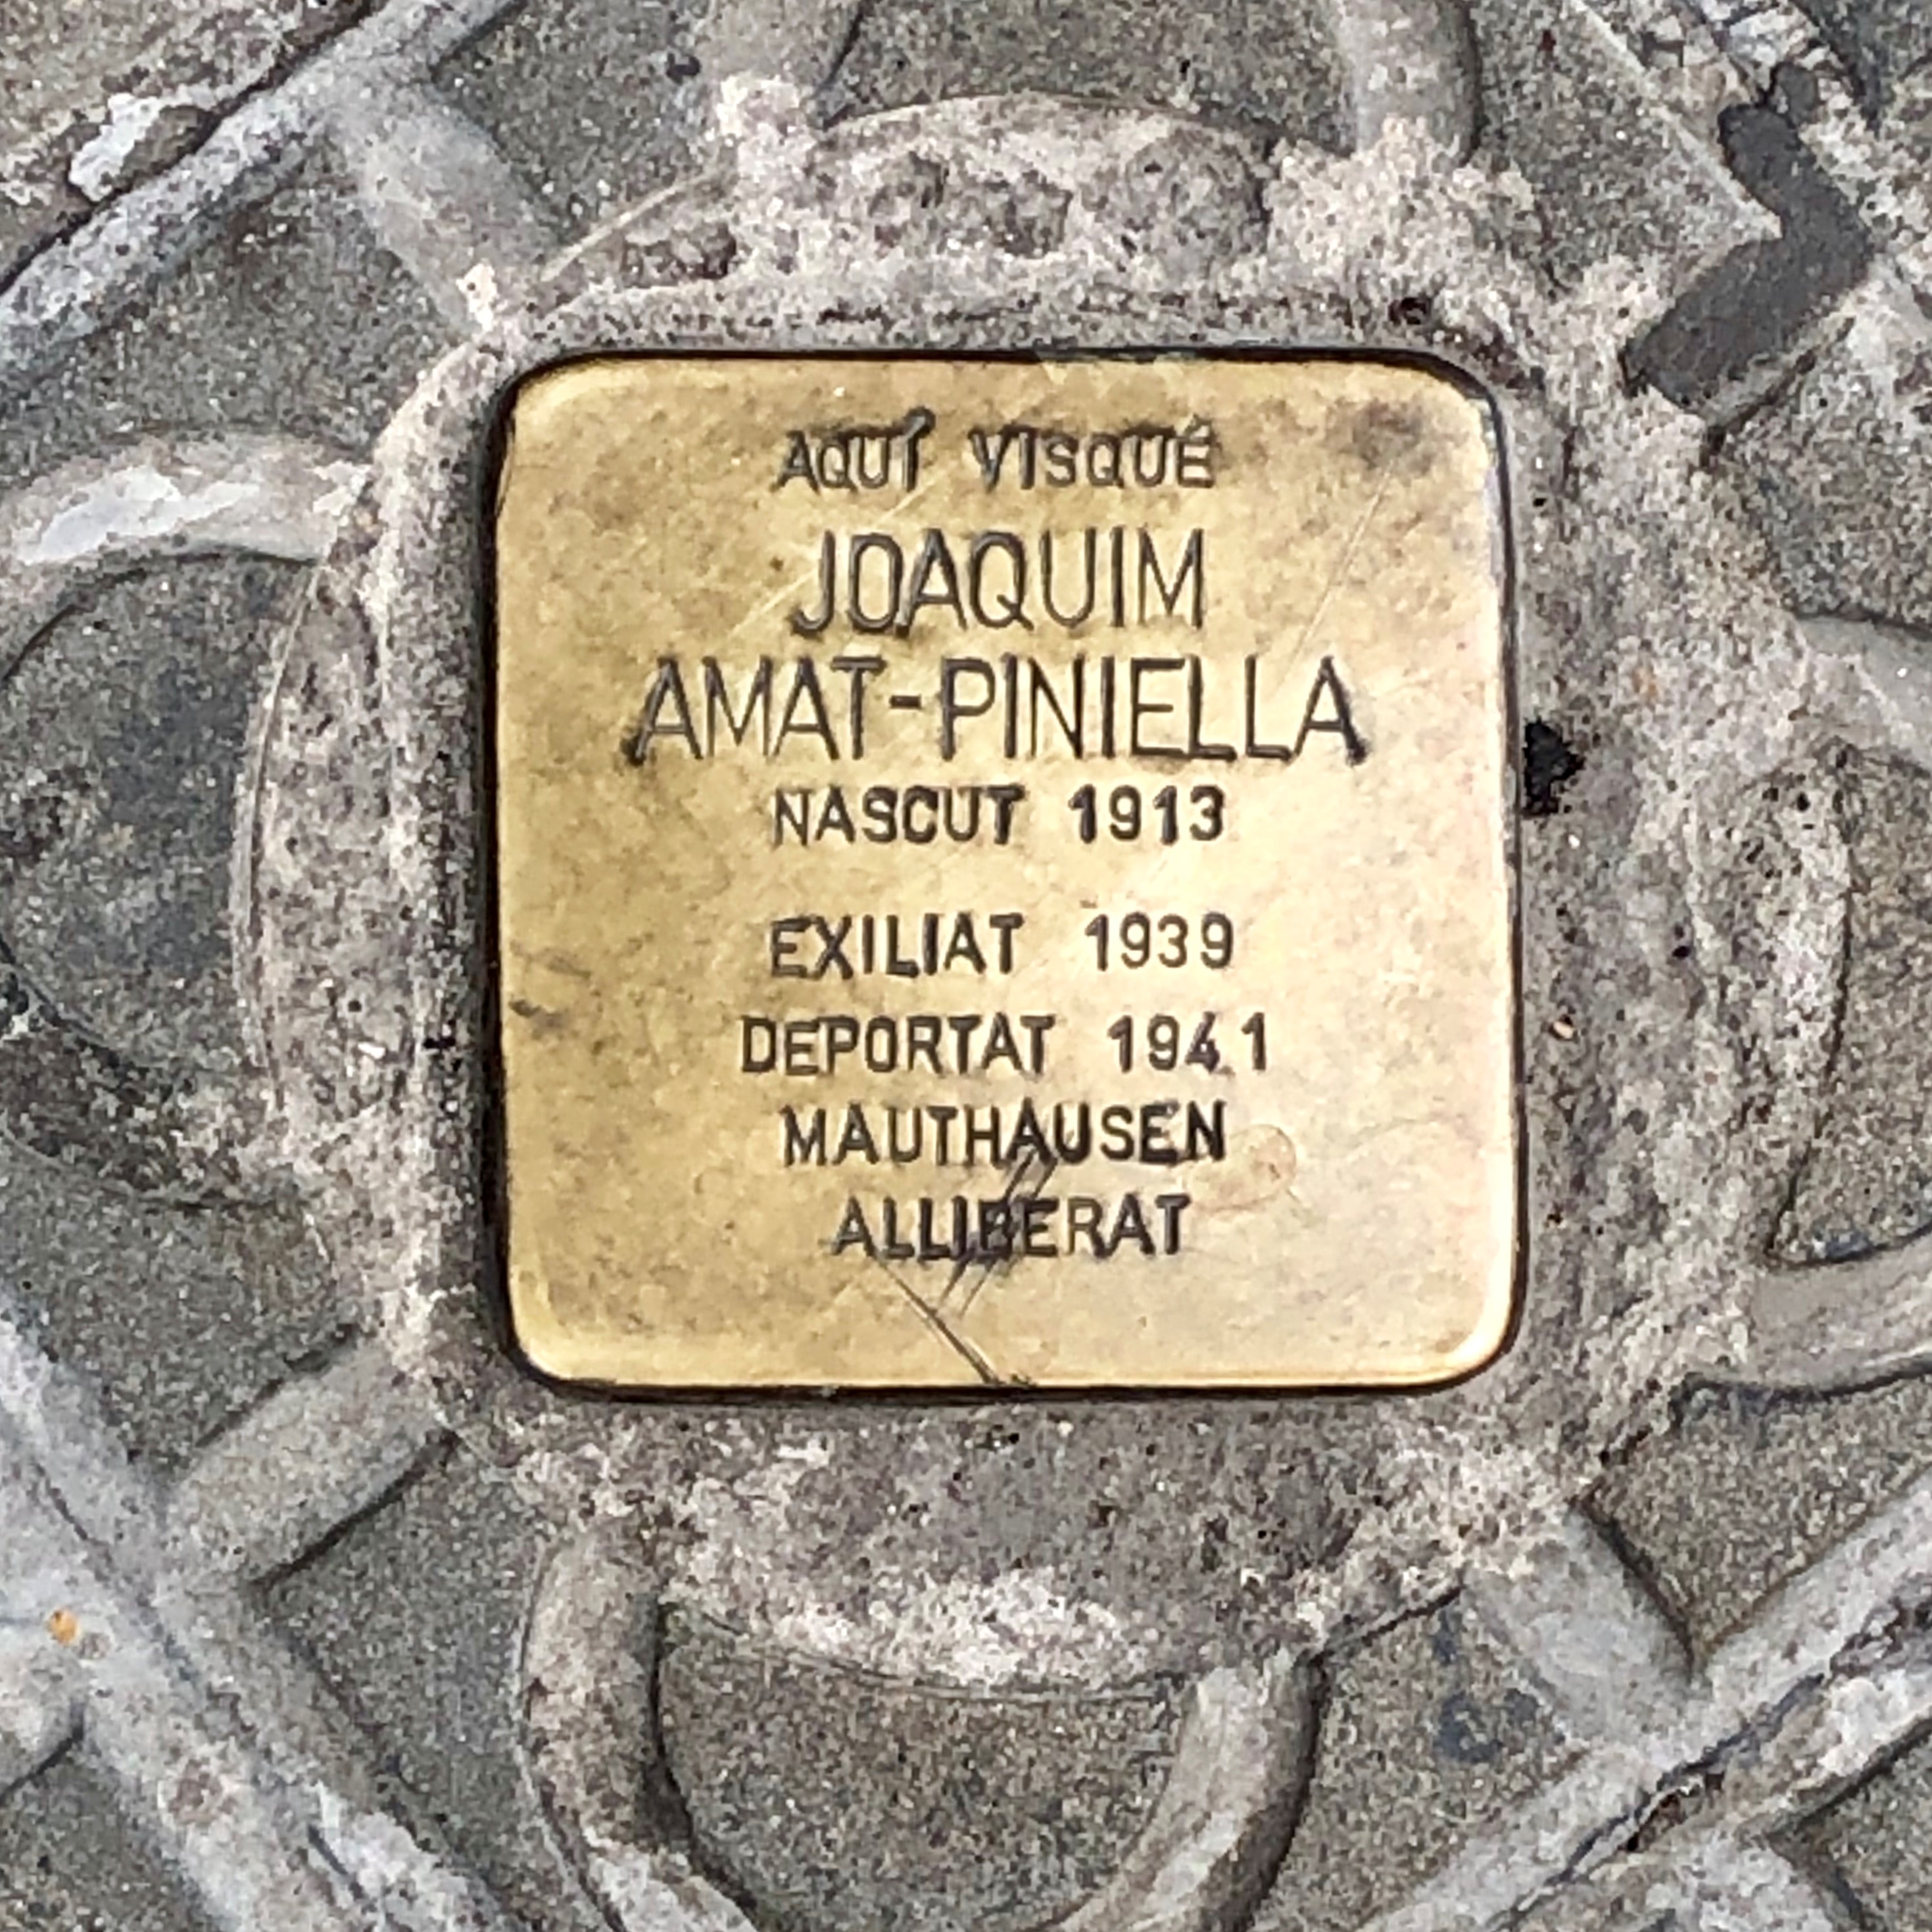 AQUÍ VISQUÉ
JOAQUIM
AMAT-PINIELLA
NASCUT 1913
EXILIAT 1939
DEPORTAT 1941
MAUTHAUSEN
ALLIBERAT